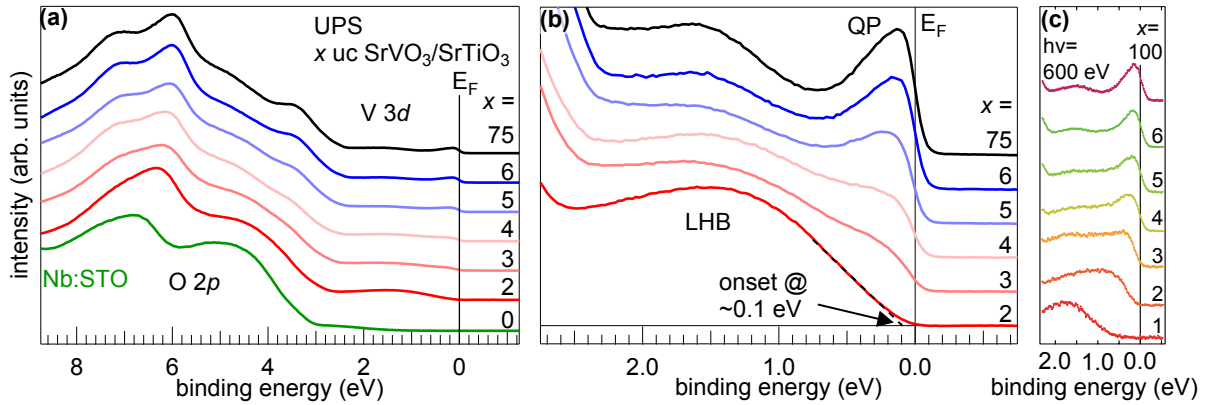 (a)
UPS
x uc SrVO₃/SrTiO₃
E_F
V 3d
x =
75
6
5
4
3
2
0
Nb:STO
O 2p
intensity (arb. units)
8
6
4
2
0
binding energy (eV)
(b)
QP
E_F
x =
75
6
5
4
3
2
LHB
onset @
~0.1 eV
2.0
1.0
0.0
binding energy (eV)
(c)
hν=
600 eV
x=
100
6
5
4
3
2
1
2.0 1.0 0.0
binding energy (eV)